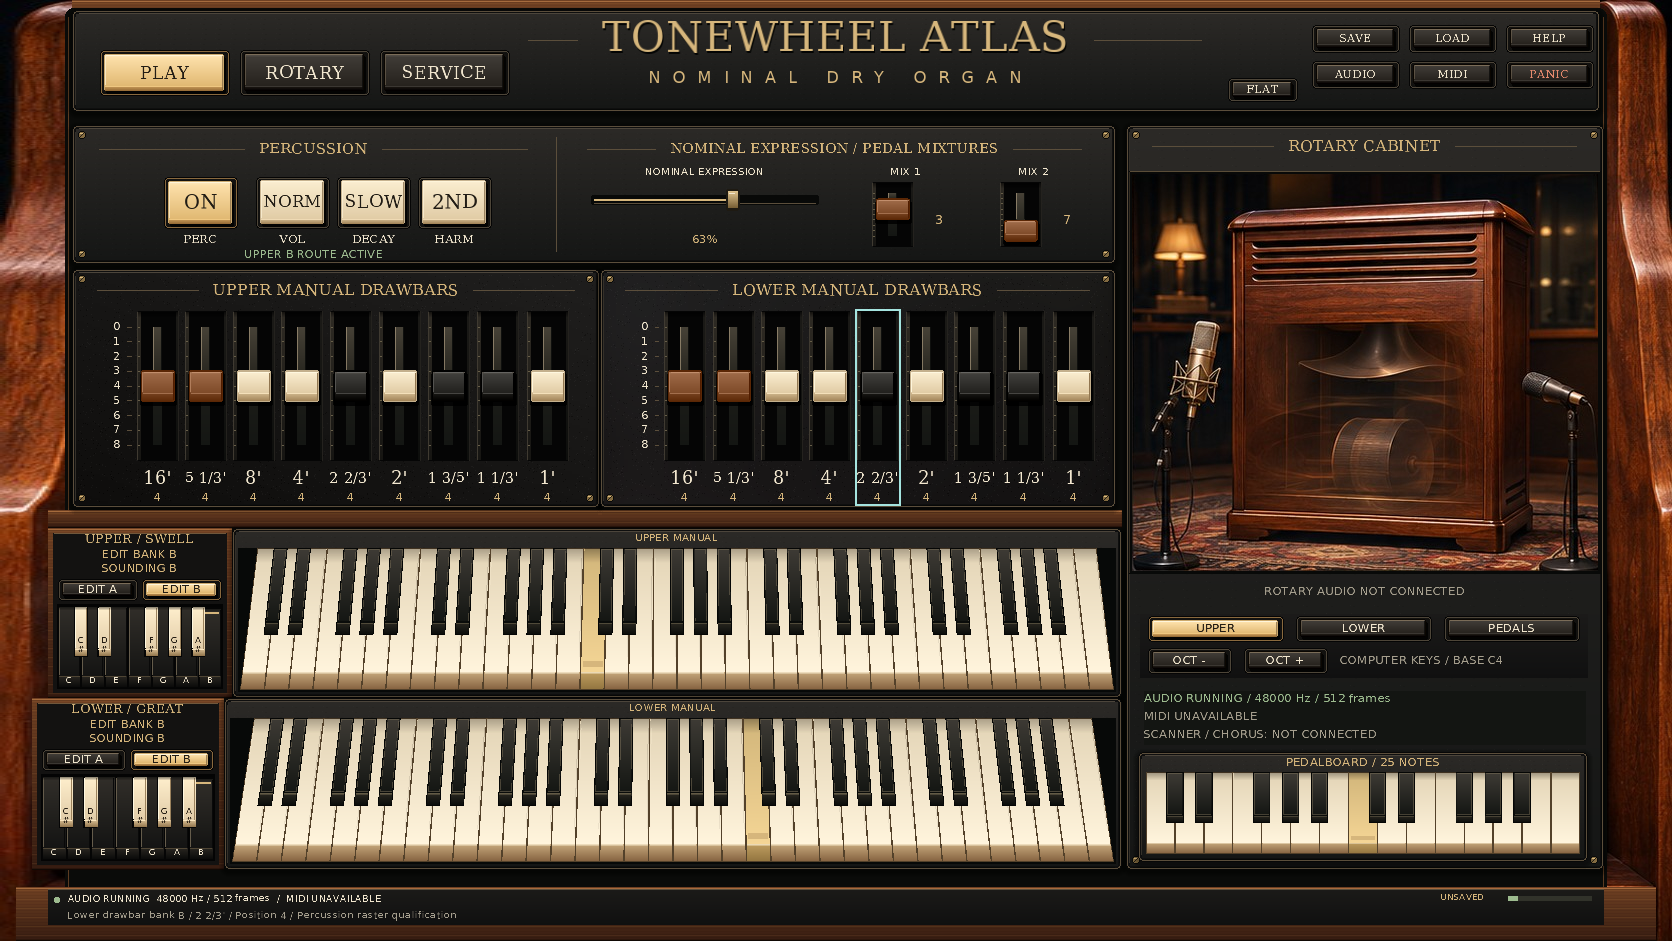 TONEWHEEL ATLAS
NOMINAL DRY ORGAN
PLAY ROTARY SERVICE
SAVE LOAD HELP
AUDIO MIDI PANIC
FLAT
PERCUSSION
ON NORM SLOW 2ND
PERC VOL DECAY HARM
UPPER B ROUTE ACTIVE
NOMINAL EXPRESSION / PEDAL MIXTURES
NOMINAL EXPRESSION MIX 1 MIX 2
3 7
63%
ROTARY CABINET
UPPER MANUAL DRAWBARS
0
1
2
3
4
5
6
7
8
16' 5 1/3' 8' 4' 2 2/3' 2' 1 3/5' 1 1/3' 1'
4 4 4 4 4 4 4 4 4
LOWER MANUAL DRAWBARS
0
1
2
3
4
5
6
7
8
16' 5 1/3' 8' 4' 2 2/3' 2' 1 3/5' 1 1/3' 1'
4 4 4 4 4 4 4 4 4
UPPER / SWELL
EDIT BANK B
SOUNDING B
EDIT A EDIT B
C# D# F# G# A#
C D E F G A B
UPPER MANUAL
LOWER / GREAT
EDIT BANK B
SOUNDING B
EDIT A EDIT B
C# D# F# G# A#
C D E F G A B
LOWER MANUAL
ROTARY AUDIO NOT CONNECTED
UPPER LOWER PEDALS
OCT - OCT + COMPUTER KEYS / BASE C4
AUDIO RUNNING / 48000 Hz / 512 frames
MIDI UNAVAILABLE
SCANNER / CHORUS: NOT CONNECTED
PEDALBOARD / 25 NOTES
AUDIO RUNNING 48000 Hz / 512 frames / MIDI UNAVAILABLE
Lower drawbar bank B / 2 2/3' / Position 4 / Percussion raster qualification
UNSAVED